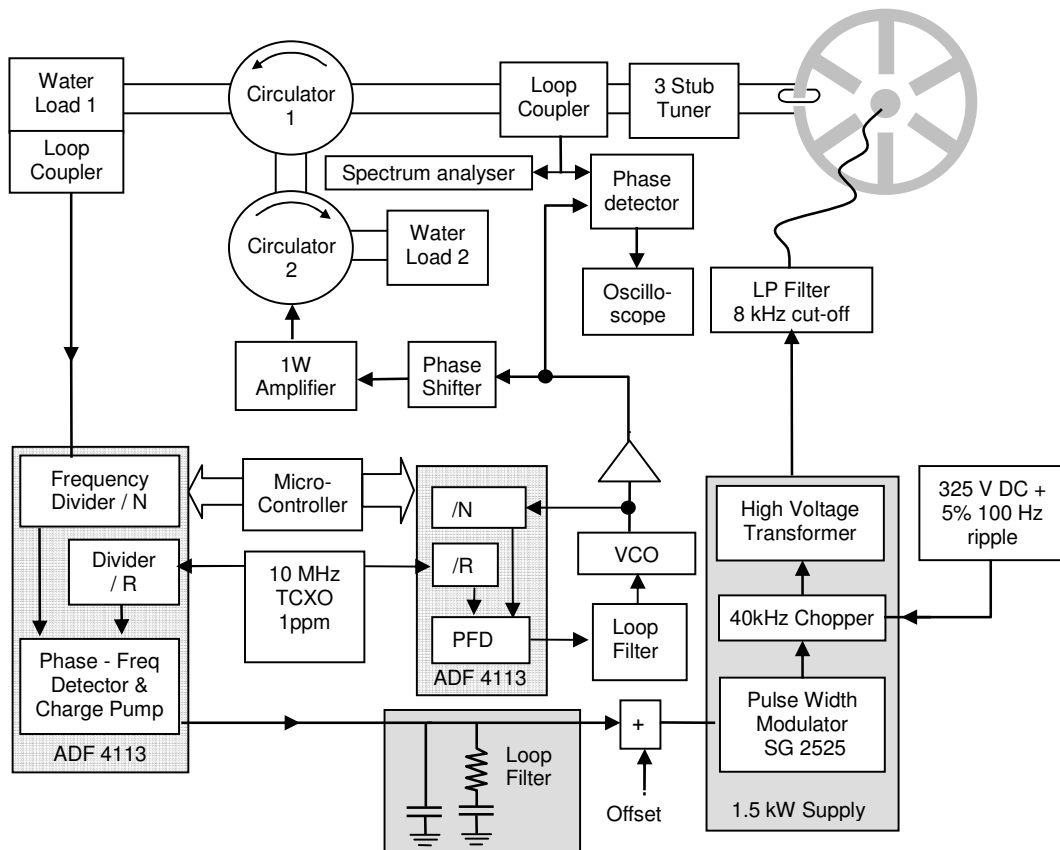 Water
Load 1
Loop
Coupler
Circulator
1
Loop
Coupler
3 Stub
Tuner
Spectrum analyser
Phase
detector
Circulator
2
Water
Load 2
Oscillo-
scope
LP Filter
8 kHz cut-off
1W
Amplifier
Phase
Shifter
Frequency
Divider / N
Divider
/ R
Phase - Freq
Detector &
Charge Pump
ADF 4113
Micro-
Controller
10 MHz
TCXO
1ppm
/N
/R
PFD
ADF 4113
VCO
Loop
Filter
High Voltage
Transformer
40kHz Chopper
Pulse Width
Modulator
SG 2525
1.5 kW Supply
325 V DC +
5% 100 Hz
ripple
Loop
Filter
+
Offset